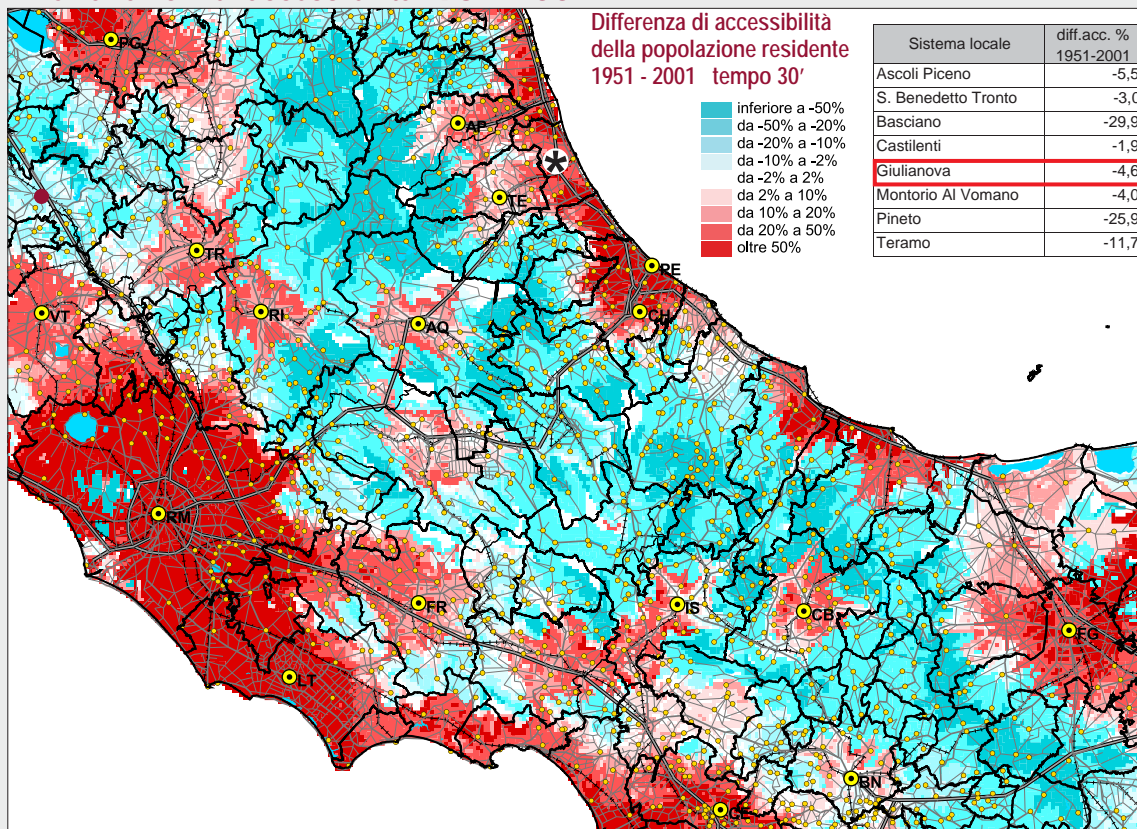 Differenza di accessibilità
della popolazione residente
1951 - 2001 tempo 30'
inferiore a -50%
da -50% a -20%
da -20% a -10%
da -10% a -2%
da -2% a 2%
da 2% a 10%
da 10% a 20%
da 20% a 50%
oltre 50%
Sistema locale diff.acc. % 1951-2001
Ascoli Piceno -5,5
S. Benedetto Tronto -3,0
Basciano -29,9
Castilenti -1,9
Giulianova -4,6
Montorio Al Vomano -4,0
Pineto -25,9
Teramo -11,7
PG
AP
*
TE
TR
PE
VT
RI
AQ
CH
RM
FR
IS
CB
FG
LT
BN
CE